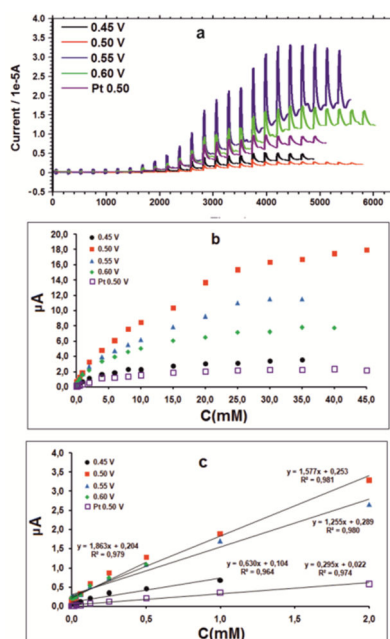 a
0.45 V
0.50 V
0.55 V
0.60 V
Pt 0.50
Current / 1e-5A
3.5
3.0
2.5
2.0
1.5
1.0
0.5
0
-0.5
0 1000 2000 3000 4000 5000 6000
b
0.45 V
0.50 V
0.55 V
0.60 V
Pt 0.50 V
µA
20,0
18,0
16,0
14,0
12,0
10,0
8,0
6,0
4,0
2,0
0,0
0,0 5,0 10,0 15,0 20,0 25,0 30,0 35,0 40,0 45,0
C(mM)
c
0.45 V
0.50 V
0.55 V
0.60 V
Pt 0.50 V
y = 1,577x + 0,253
R² = 0,981
y = 1,863x + 0,204
R² = 0,979
y = 1,255x + 0,289
R² = 0,980
y = 0,630x + 0,104
R² = 0,964
y = 0,295x + 0,022
R² = 0,974
µA
4,0
3,5
3,0
2,5
2,0
1,5
1,0
0,5
0,0
0,0 0,5 1,0 1,5 2,0
C(mM)